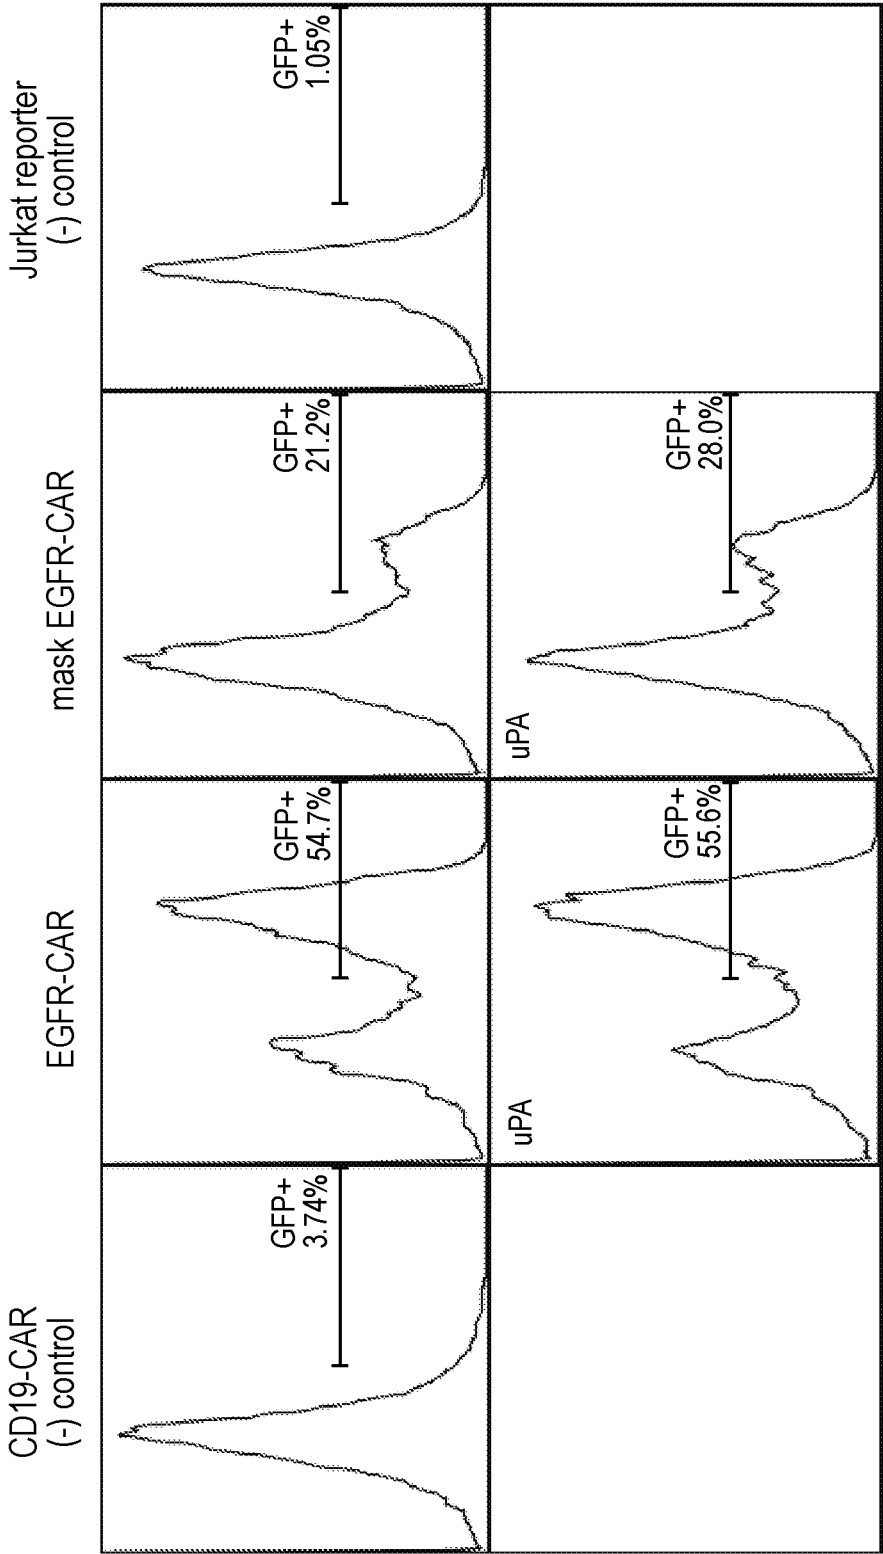 CD19-CAR
(-) control
EGFR-CAR
mask EGFR-CAR
Jurkat reporter
(-) control
GFP+
3.74%
GFP+
54.7%
GFP+
21.2%
GFP+
1.05%
uPA
GFP+
55.6%
uPA
GFP+
28.0%